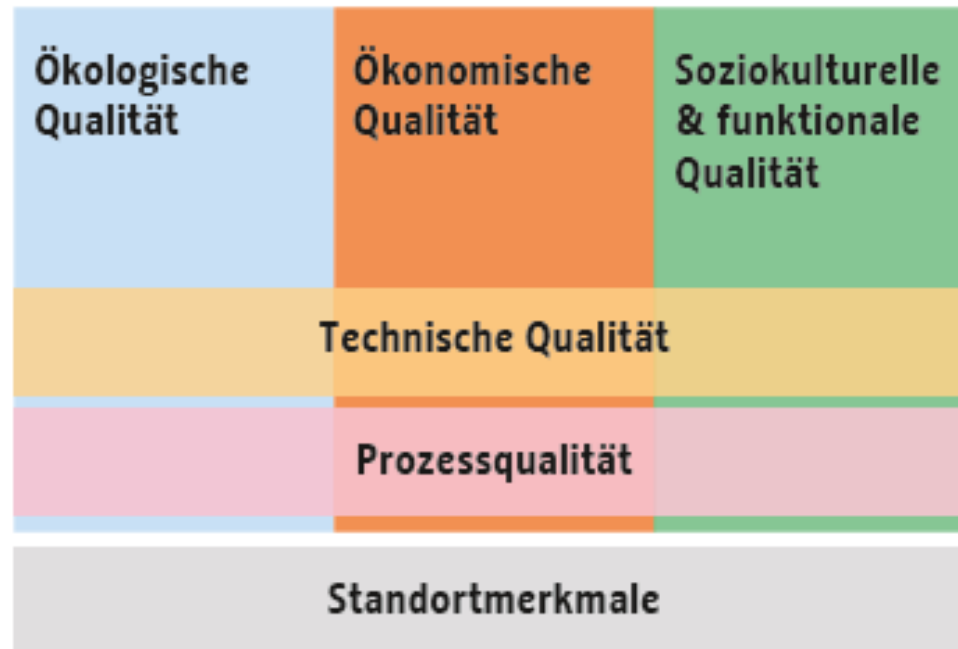 Ökologische
Qualität
Ökonomische
Qualität
Soziokulturelle
& funktionale
Qualität
Technische Qualität
Prozessqualität
Standortmerkmale